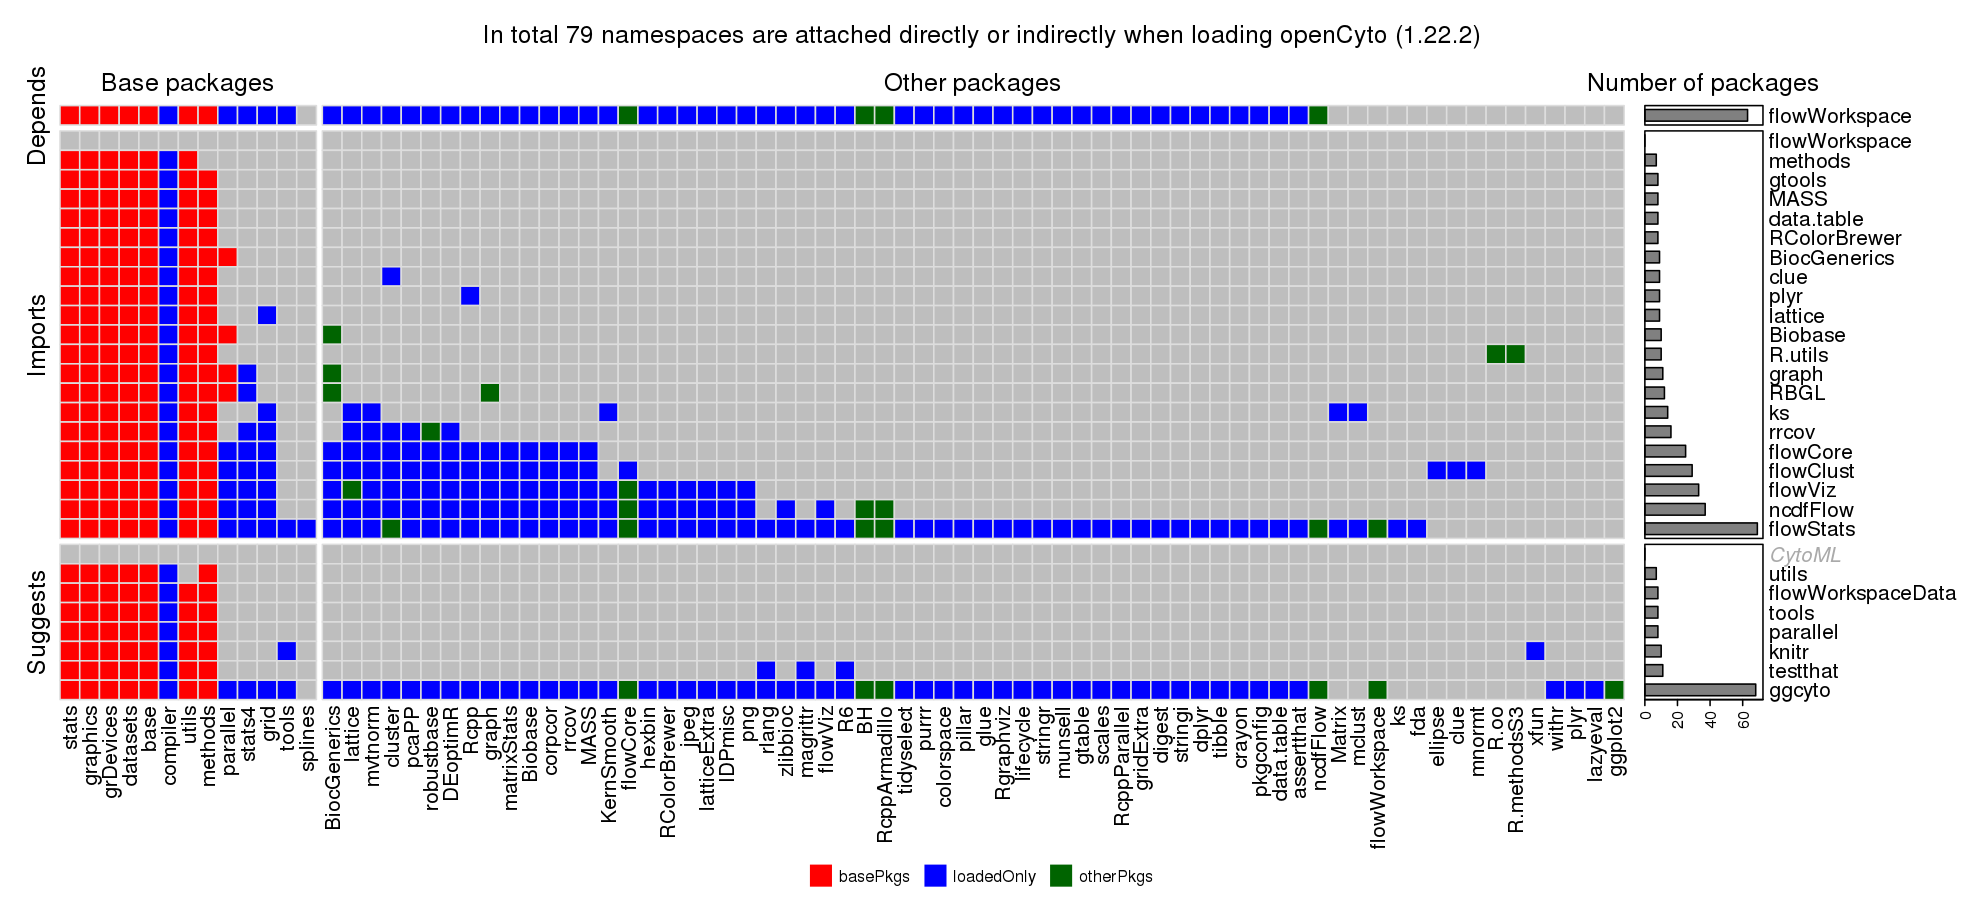 In total 79 namespaces are attached directly or indirectly when loading openCyto (1.22.2)
Base packages
Other packages
Number of packages
Depends
flowWorkspace
Imports
flowWorkspace
methods
gtools
MASS
data.table
RColorBrewer
BiocGenerics
clue
plyr
lattice
Biobase
R.utils
graph
RBGL
ks
rrcov
flowCore
flowClust
flowViz
ncdfFlow
flowStats
Suggests
CytoML
utils
flowWorkspaceData
tools
parallel
knitr
testthat
ggcyto
0
20
40
60
stats
graphics
grDevices
datasets
base
compiler
utils
methods
parallel
stats4
grid
tools
splines
BiocGenerics
lattice
mvtnorm
cluster
pcaPP
robustbase
DEoptimR
Rcpp
graph
matrixStats
Biobase
corpcor
rrcov
MASS
KernSmooth
flowCore
hexbin
RColorBrewer
jpeg
latticeExtra
IDPmisc
png
rlang
zlibbioc
magrittr
flowViz
R6
BH
RcppArmadillo
tidyselect
purrr
colorspace
pillar
glue
Rgraphviz
lifecycle
stringr
munsell
gtable
scales
RcppParallel
gridExtra
digest
stringi
dplyr
tibble
crayon
pkgconfig
data.table
assertthat
ncdfFlow
Matrix
mclust
flowWorkspace
ks
fda
ellipse
clue
mnormt
R.oo
R.methodsS3
xfun
withr
plyr
lazyeval
ggplot2
basePkgs
loadedOnly
otherPkgs